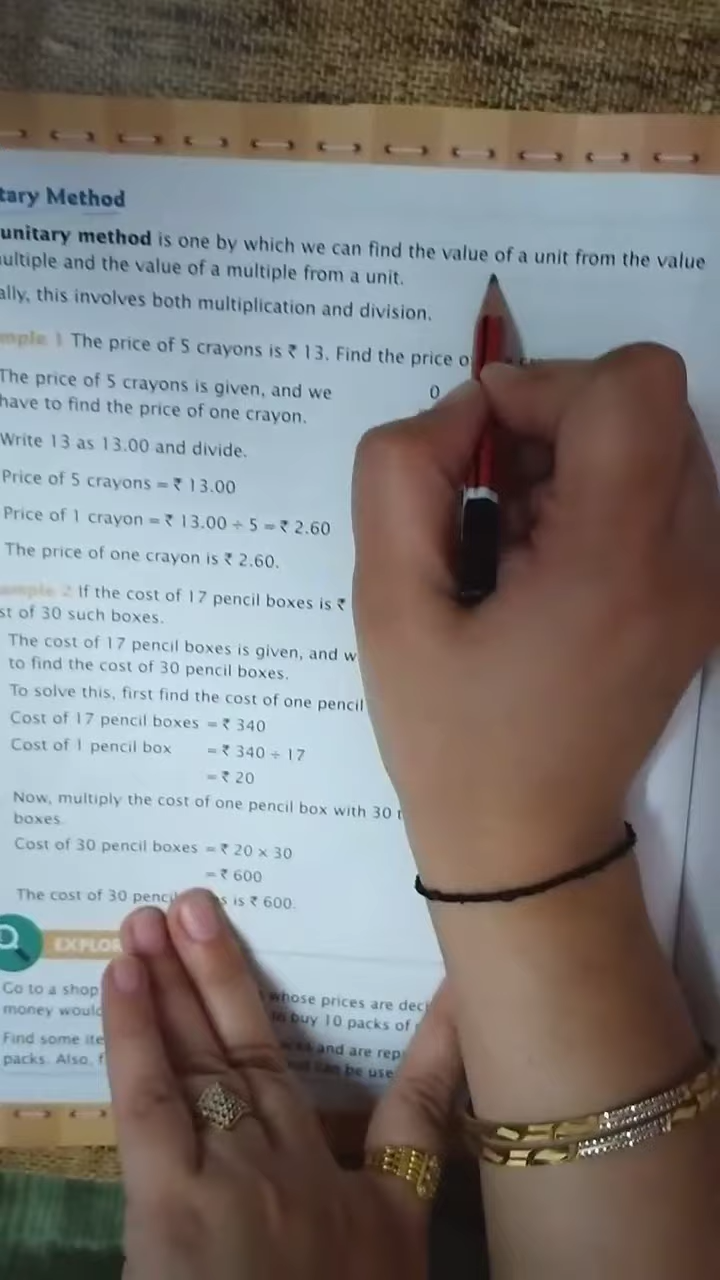 tary Method
unitary method is one by which we can find the value of a unit from the value
ultiple and the value of a multiple from a unit.
ally, this involves both multiplication and division.
mple 1 The price of 5 crayons is ₹ 13. Find the price o
The price of 5 crayons is given, and we
have to find the price of one crayon.
0
Write 13 as 13.00 and divide.
Price of 5 crayons = ₹ 13.00
Price of 1 crayon = ₹ 13.00 ÷ 5 = ₹ 2.60
The price of one crayon is ₹ 2.60.
ample 2 If the cost of 17 pencil boxes is ₹
st of 30 such boxes.
The cost of 17 pencil boxes is given, and w
to find the cost of 30 pencil boxes.
To solve this, first find the cost of one pencil
Cost of 17 pencil boxes = ₹ 340
Cost of 1 pencil box = ₹ 340 ÷ 17
= ₹ 20
Now, multiply the cost of one pencil box with 30
boxes.
Cost of 30 pencil boxes = ₹ 20 × 30
= ₹ 600
The cost of 30 penci s is ₹ 600.
EXPLOR
Go to a shop whose prices are deci
money would to buy 10 packs of
Find some ite and are rep
packs. Also, f can be use